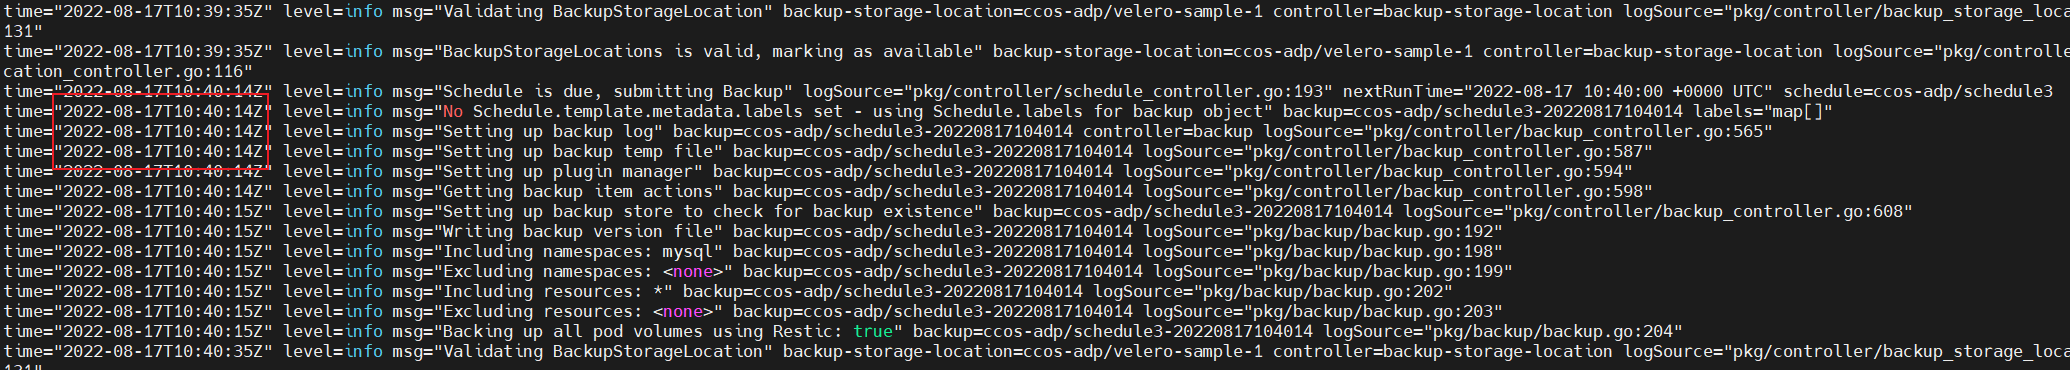 time="2022-08-17T10:39:35Z" level=info msg="Validating BackupStorageLocation" backup-storage-location=ccos-adp/velero-sample-1 controller=backup-storage-location logSource="pkg/controller/backup_storage_loca
131"
time="2022-08-17T10:39:35Z" level=info msg="BackupStorageLocations is valid, marking as available" backup-storage-location=ccos-adp/velero-sample-1 controller=backup-storage-location logSource="pkg/controlle
cation_controller.go:116"
time="2022-08-17T10:40:14Z" level=info msg="Schedule is due, submitting Backup" logSource="pkg/controller/schedule_controller.go:193" nextRunTime="2022-08-17 10:40:00 +0000 UTC" schedule=ccos-adp/schedule3
time="2022-08-17T10:40:14Z" level=info msg="No Schedule.template.metadata.labels set - using Schedule.labels for backup object" backup=ccos-adp/schedule3-20220817104014 labels="map[]"
time="2022-08-17T10:40:14Z" level=info msg="Setting up backup log" backup=ccos-adp/schedule3-20220817104014 controller=backup logSource="pkg/controller/backup_controller.go:565"
time="2022-08-17T10:40:14Z" level=info msg="Setting up backup temp file" backup=ccos-adp/schedule3-20220817104014 logSource="pkg/controller/backup_controller.go:587"
time="2022-08-17T10:40:14Z" level=info msg="Setting up plugin manager" backup=ccos-adp/schedule3-20220817104014 logSource="pkg/controller/backup_controller.go:594"
time="2022-08-17T10:40:14Z" level=info msg="Getting backup item actions" backup=ccos-adp/schedule3-20220817104014 logSource="pkg/controller/backup_controller.go:598"
time="2022-08-17T10:40:15Z" level=info msg="Setting up backup store to check for backup existence" backup=ccos-adp/schedule3-20220817104014 logSource="pkg/controller/backup_controller.go:608"
time="2022-08-17T10:40:15Z" level=info msg="Writing backup version file" backup=ccos-adp/schedule3-20220817104014 logSource="pkg/backup/backup.go:192"
time="2022-08-17T10:40:15Z" level=info msg="Including namespaces: mysql" backup=ccos-adp/schedule3-20220817104014 logSource="pkg/backup/backup.go:198"
time="2022-08-17T10:40:15Z" level=info msg="Excluding namespaces: <none>" backup=ccos-adp/schedule3-20220817104014 logSource="pkg/backup/backup.go:199"
time="2022-08-17T10:40:15Z" level=info msg="Including resources: *" backup=ccos-adp/schedule3-20220817104014 logSource="pkg/backup/backup.go:202"
time="2022-08-17T10:40:15Z" level=info msg="Excluding resources: <none>" backup=ccos-adp/schedule3-20220817104014 logSource="pkg/backup/backup.go:203"
time="2022-08-17T10:40:15Z" level=info msg="Backing up all pod volumes using Restic: true" backup=ccos-adp/schedule3-20220817104014 logSource="pkg/backup/backup.go:204"
time="2022-08-17T10:40:35Z" level=info msg="Validating BackupStorageLocation" backup-storage-location=ccos-adp/velero-sample-1 controller=backup-storage-location logSource="pkg/controller/backup_storage_loca
131"